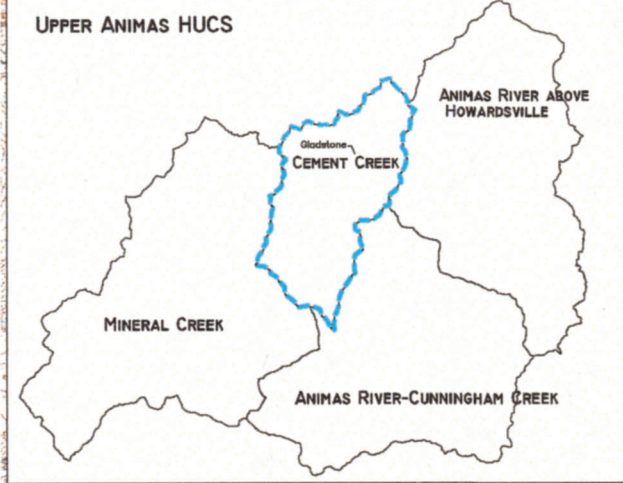 UPPER ANIMAS HUCS
ANIMAS RIVER ABOVE
HOWARDSVILLE
Gladstone
CEMENT CREEK
MINERAL CREEK
ANIMAS RIVER-CUNNINGHAM CREEK